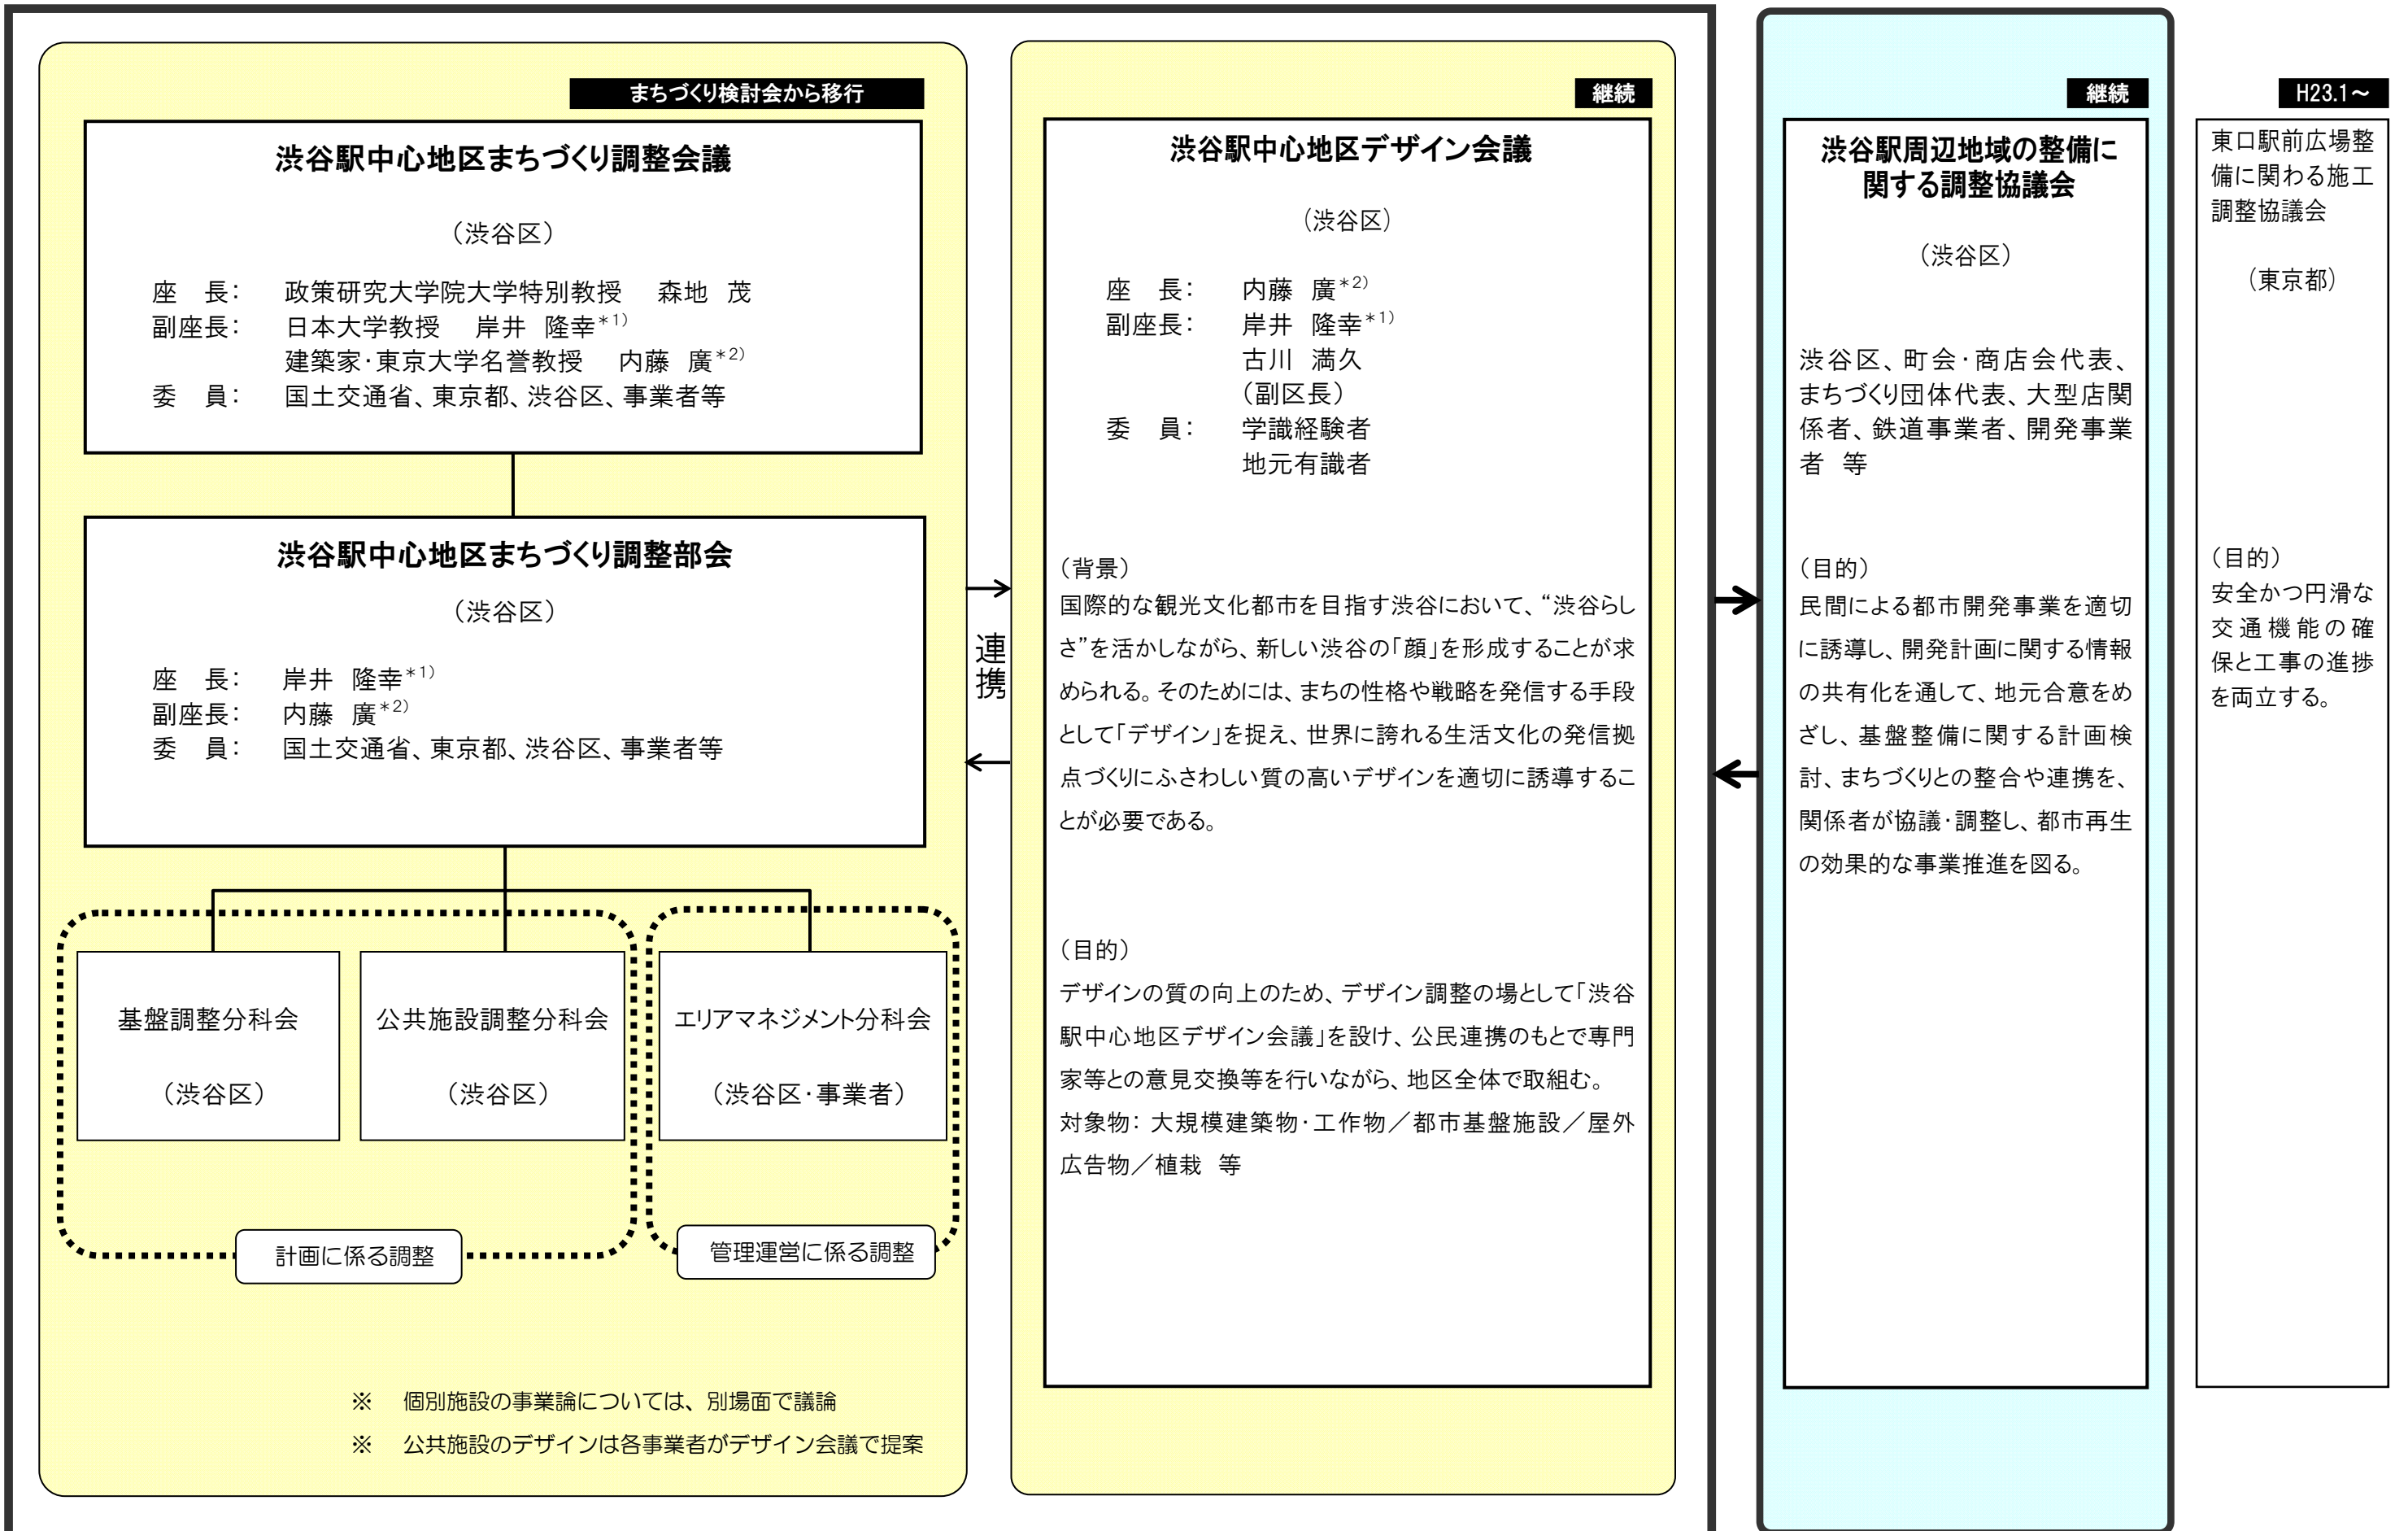 まちづくり検討会から移行
渋谷駅中心地区まちづくり調整会議
（渋谷区）
座　長：　政策研究大学院大学特別教授　森地　茂
副座長：　日本大学教授　岸井　隆幸＊1）
建築家・東京大学名誉教授　内藤　廣＊2）
委　員：　国土交通省、東京都、渋谷区、事業者等
渋谷駅中心地区まちづくり調整部会
（渋谷区）
座　長：　岸井　隆幸＊1）
副座長：　内藤　廣＊2）
委　員：　国土交通省、東京都、渋谷区、事業者等
基盤調整分科会
（渋谷区）
公共施設調整分科会
（渋谷区）
エリアマネジメント分科会
（渋谷区・事業者）
計画に係る調整
管理運営に係る調整
※　個別施設の事業論については、別場面で議論
※　公共施設のデザインは各事業者がデザイン会議で提案
連携
継続
渋谷駅中心地区デザイン会議
（渋谷区）
座　長：　内藤　廣＊2）
副座長：　岸井　隆幸＊1）
古川　満久
（副区長）
委　員：　学識経験者
地元有識者
（背景）
国際的な観光文化都市を目指す渋谷において、“渋谷らし
さ”を活かしながら、新しい渋谷の「顔」を形成することが求
められる。そのためには、まちの性格や戦略を発信する手段
として「デザイン」を捉え、世界に誇れる生活文化の発信拠
点づくりにふさわしい質の高いデザインを適切に誘導するこ
とが必要である。
（目的）
デザインの質の向上のため、デザイン調整の場として「渋谷
駅中心地区デザイン会議」を設け、公民連携のもとで専門
家等との意見交換等を行いながら、地区全体で取組む。
対象物：大規模建築物・工作物／都市基盤施設／屋外
広告物／植栽　等
継続
渋谷駅周辺地域の整備に
関する調整協議会
（渋谷区）
渋谷区、町会・商店会代表、
まちづくり団体代表、大型店関
係者、鉄道事業者、開発事業
者　等
（目的）
民間による都市開発事業を適切
に誘導し、開発計画に関する情報
の共有化を通して、地元合意をめ
ざし、基盤整備に関する計画検
討、まちづくりとの整合や連携を、
関係者が協議・調整し、都市再生
の効果的な事業推進を図る。
H23.1～
東口駅前広場整
備に関わる施工
調整協議会
（東京都）
（目的）
安全かつ円滑な
交通機能の確
保と工事の進捗
を両立する。